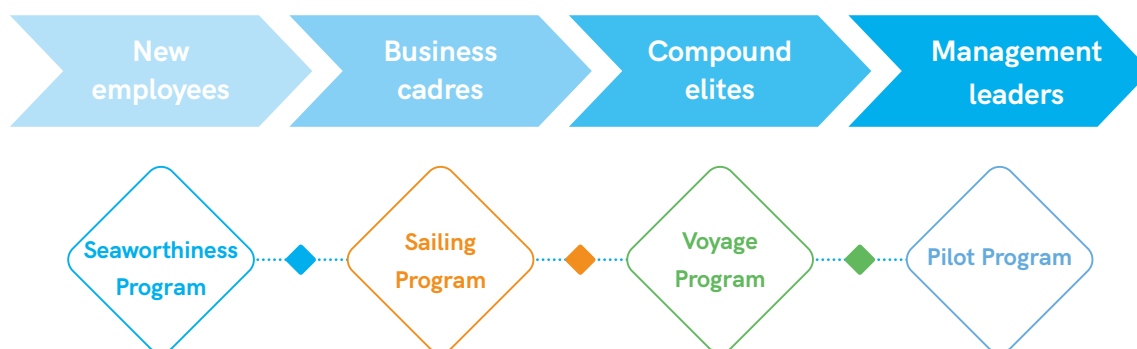 New
employees
Business
cadres
Compound
elites
Management
leaders
Seaworthiness
Program
Sailing
Program
Voyage
Program
Pilot Program